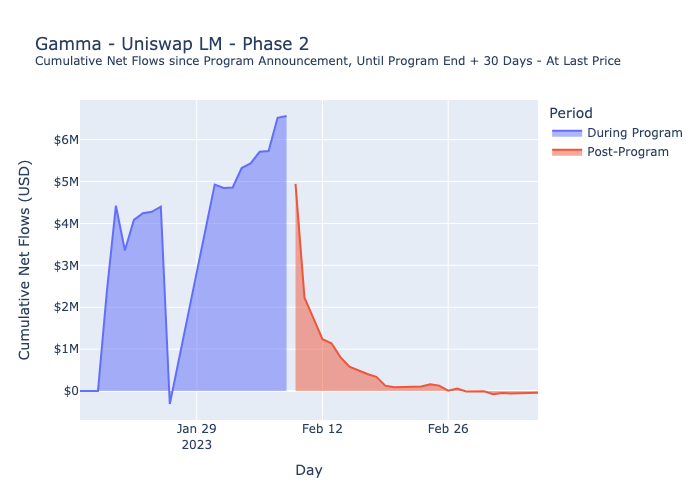 Gamma - Uniswap LM - Phase 2
Cumulative Net Flows since Program Announcement, Until Program End + 30 Days - At Last Price
Period
During Program
Post-Program
Cumulative Net Flows (USD)
$6M
$5M
$4M
$3M
$2M
$1M
$0
Jan 29
2023
Feb 12
Feb 26
Day